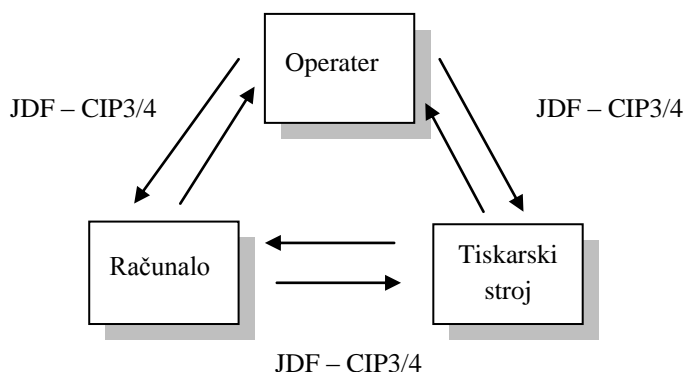 Operater
JDF – CIP3/4
JDF – CIP3/4
Računalo
Tiskarski
stroj
JDF – CIP3/4